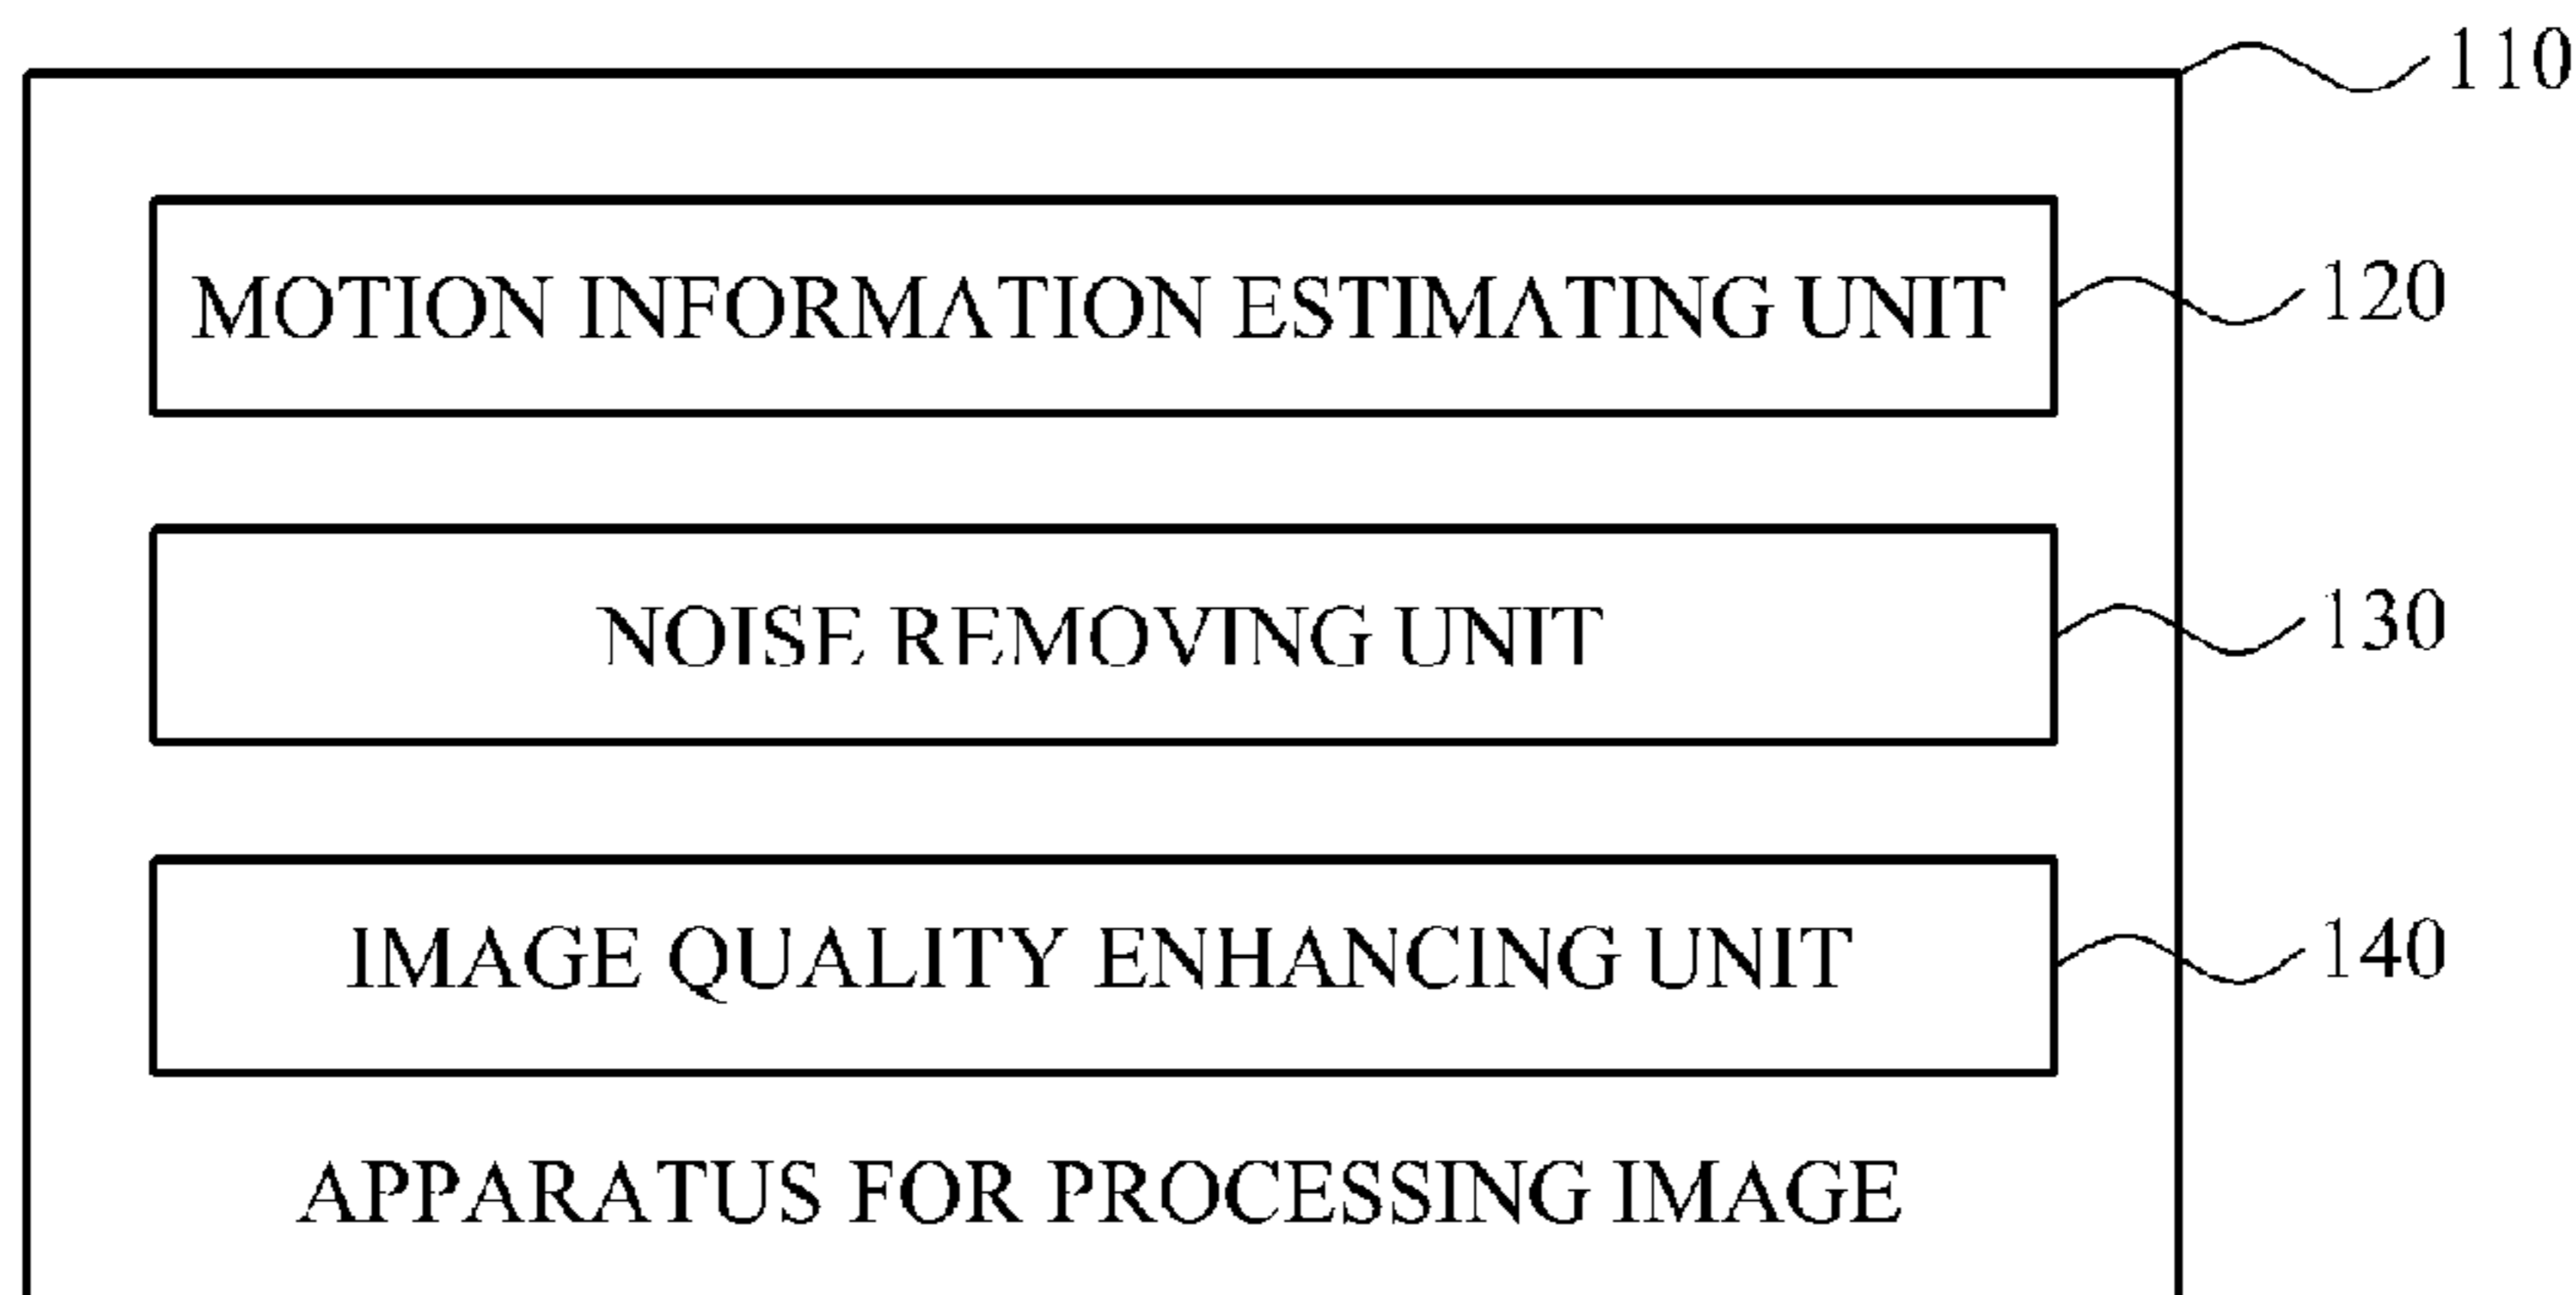 110
MOTION INFORMATION ESTIMATING UNIT 120
NOISE REMOVING UNIT 130
IMAGE QUALITY ENHANCING UNIT 140
APPARATUS FOR PROCESSING IMAGE